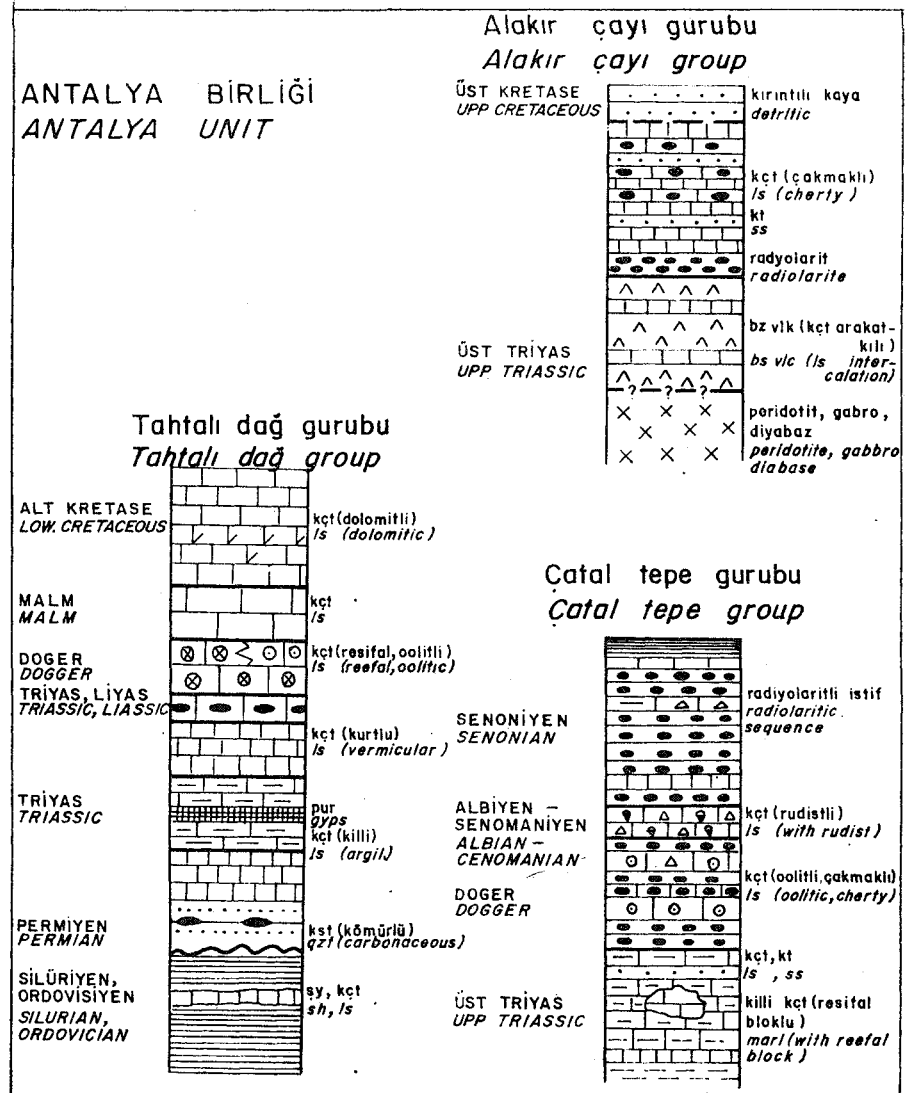 ANTALYA BİRLİĞİ
ANTALYA UNIT
Alakır çayı gurubu
Alakır çayı group
ÜST KRETASE
UPP CRETACEOUS
kırıntılı kaya
detritic
kçt (çakmaklı)
ls (cherty)
kt
ss
radyolarit
radiolarite
ÜST TRİYAS
UPP TRIASSIC
bz vlk (kçt arakat-
kılı)
bs vlc (ls inter-
calation)
? ? ?
peridotit, gabro,
diyabaz
peridotite, gabbro
diabase
Tahtalı dağ gurubu
Tahtalı dağ group
ALT KRETASE
LOW. CRETACEOUS
kçt (dolomitli)
ls (dolomitic)
MALM
MALM
kçt
ls
DOGER
DOGGER
kçt (resifal, oolitli)
ls (reefal, oolitic)
TRİYAS, LİYAS
TRIASSIC, LIASSIC
kçt (kurtlu)
ls (vermicular)
TRİYAS
TRIASSIC
pur
gyps
kçt (killi)
ls (argil.)
PERMİYEN
PERMIAN
kst (kömürlü)
qzt (carbonaceous)
SİLÜRİYEN,
ORDOVİSİYEN
SILURIAN,
ORDOVICIAN
şy, kçt
sh, ls
Çatal tepe gurubu
Çatal tepe group
SENONİYEN
SENONIAN
radiyolaritli istif
radiolaritic
sequence
ALBİYEN -
SENOMANİYEN
ALBIAN -
CENOMANIAN
kçt (rudistli)
ls (with rudist)
DOGER
DOGGER
kçt (oolitli, çakmaklı)
ls (oolitic, cherty)
kçt, kt
ls , ss
ÜST TRİYAS
UPP TRIASSIC
killi kçt (resifal
bloklu)
marl (with reefal
block)